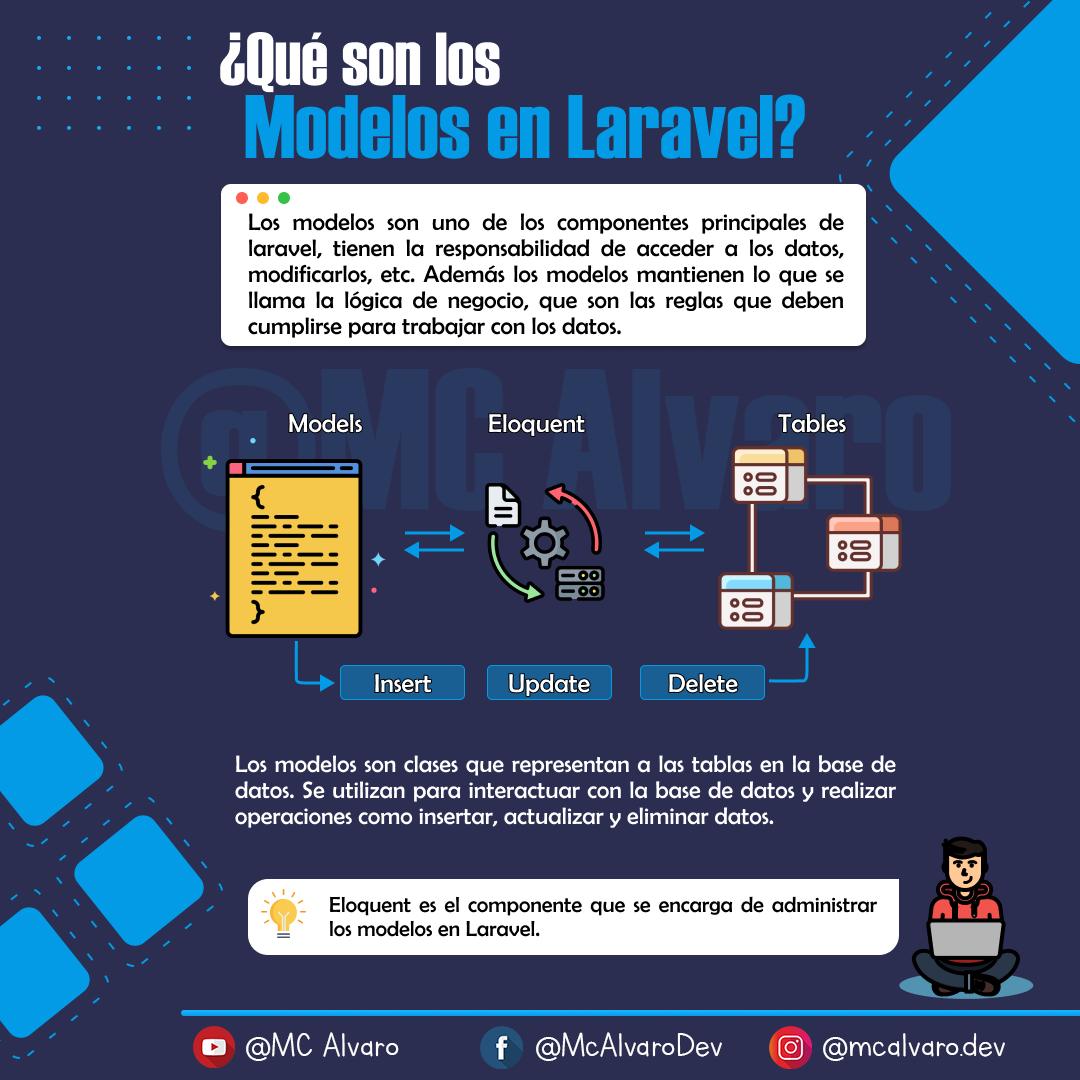 ¿Qué son los
Modelos en Laravel?
Los modelos son uno de los componentes principales de
laravel, tienen la responsabilidad de acceder a los datos,
modificarlos, etc. Además los modelos mantienen lo que se
llama la lógica de negocio, que son las reglas que deben
cumplirse para trabajar con los datos.
@MC Alvaro
Models Eloquent Tables
{
}
Insert Update Delete
Los modelos son clases que representan a las tablas en la base de
datos. Se utilizan para interactuar con la base de datos y realizar
operaciones como insertar, actualizar y eliminar datos.
Eloquent es el componente que se encarga de administrar
los modelos en Laravel.
@MC Alvaro @McAlvaroDev @mcalvaro.dev